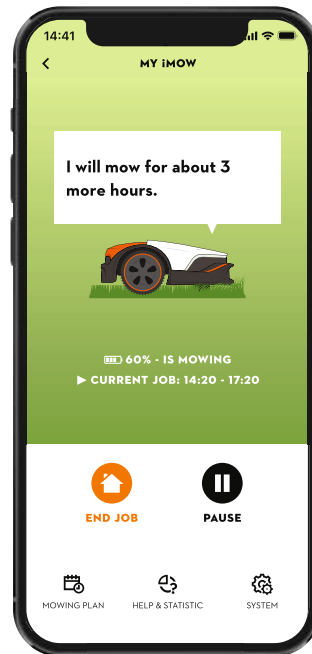 14:41
MY iMOW
I will mow for about 3
more hours.
60% - IS MOWING
CURRENT JOB: 14:20 - 17:20
END JOB
PAUSE
MOWING PLAN
HELP & STATISTIC
SYSTEM